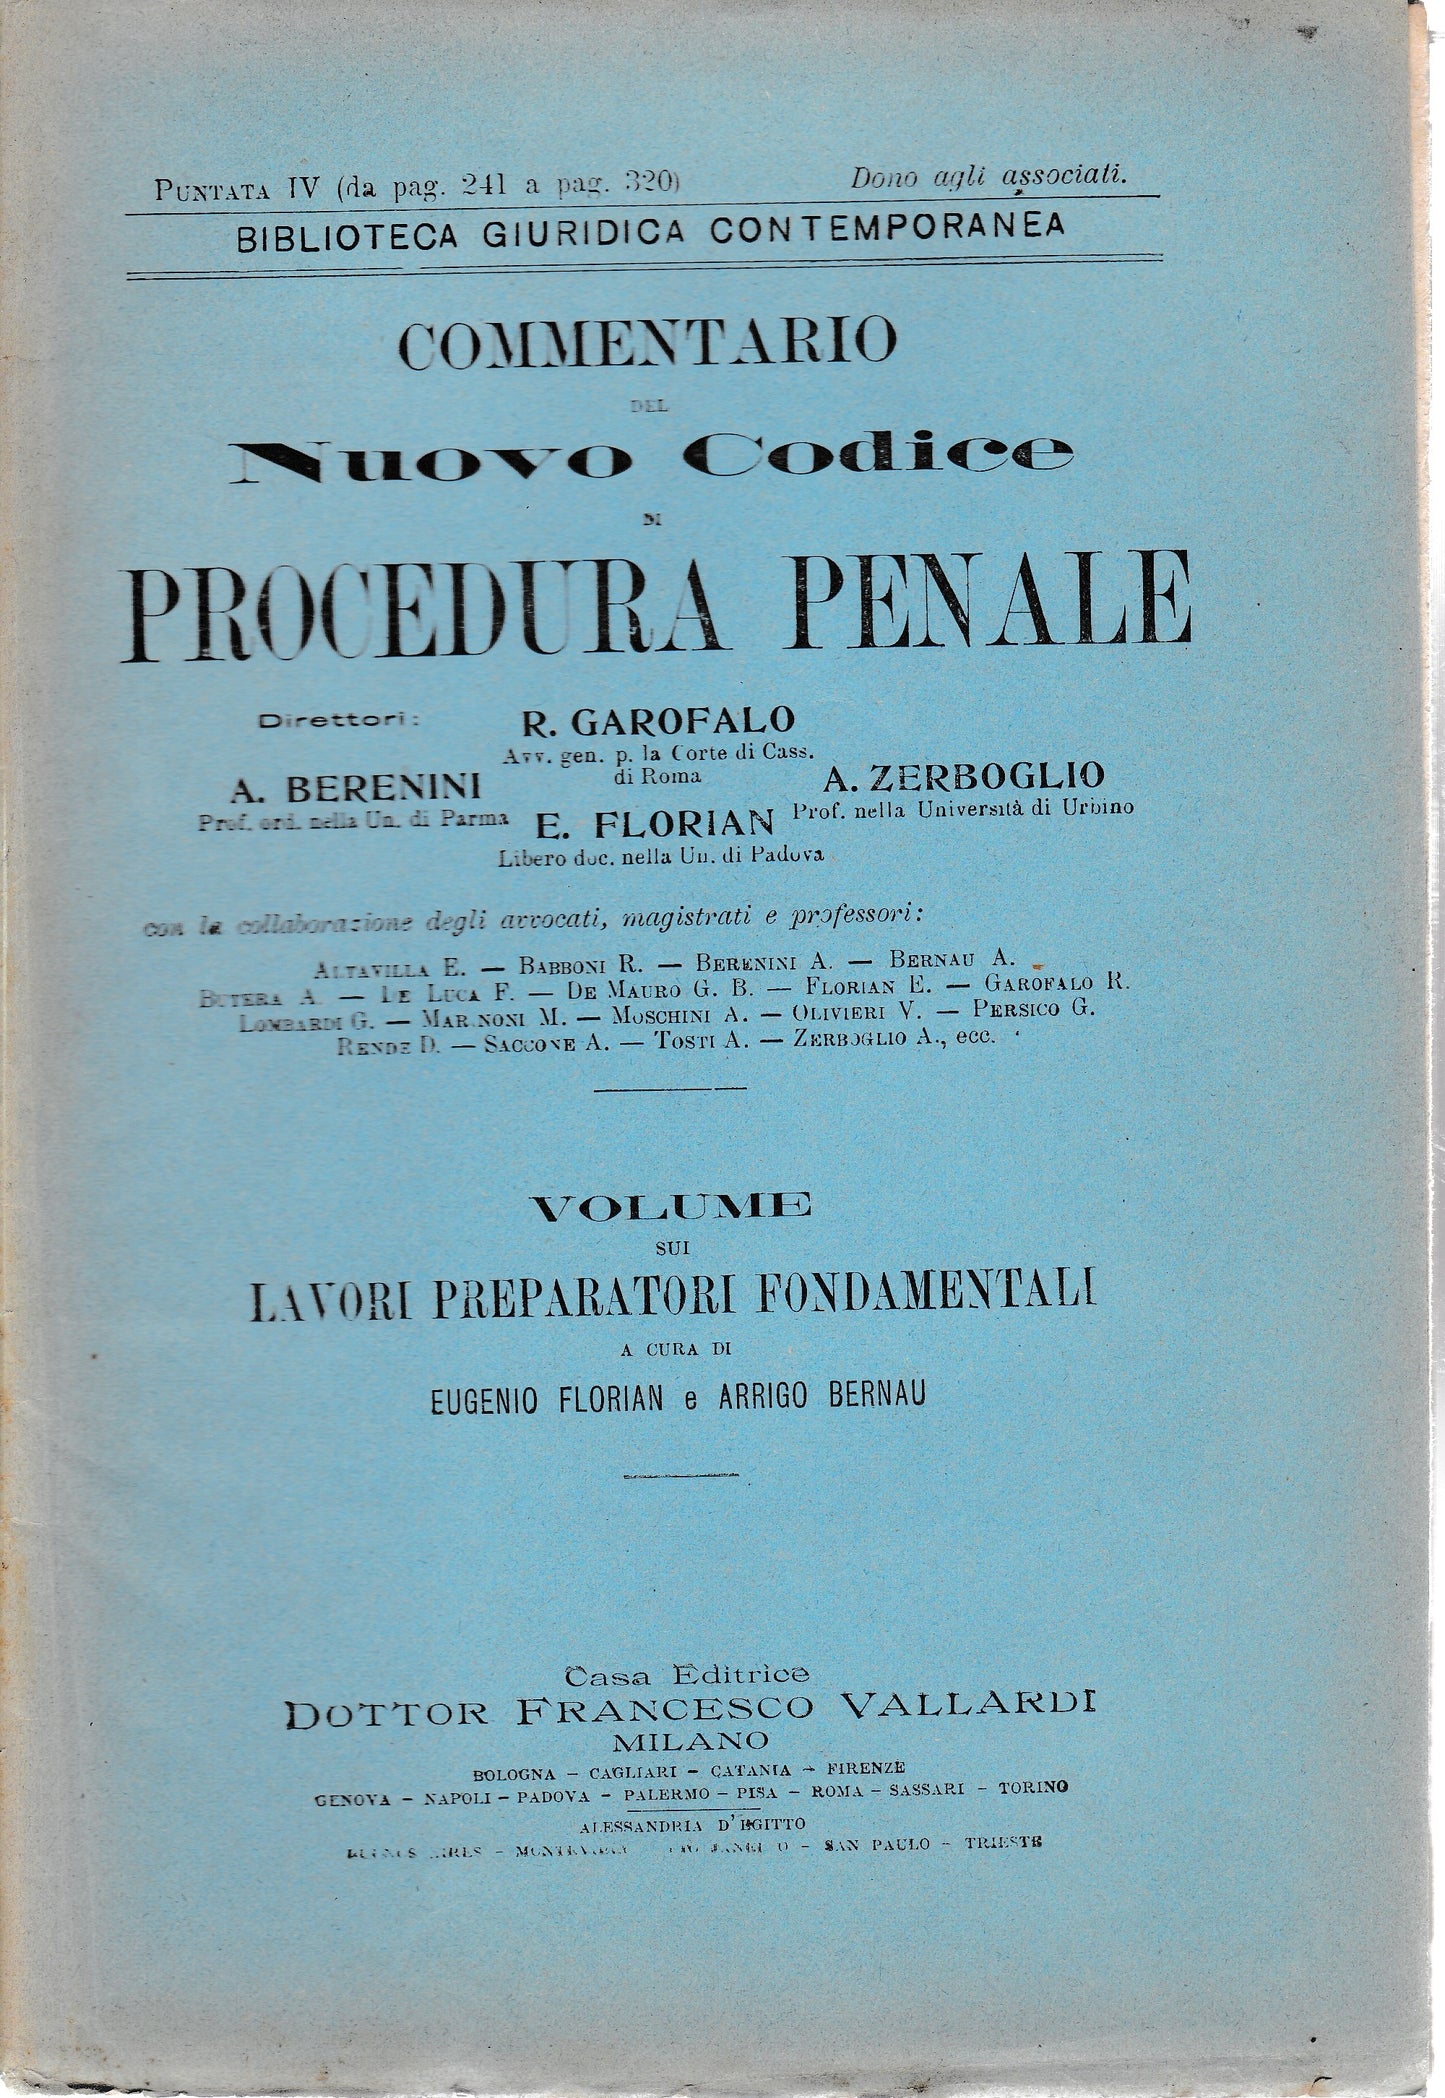 PUNTATA IV (da pag. 241 a pag. 320) Dono agli associati.
BIBLIOTECA GIURIDICA CONTEMPORANEA
COMMENTARIO
DEL
Nuovo Codice
DI
PROCEDURA PENALE
Direttori: R. GAROFALO
Avv. gen. p. la Corte di Cass.
di Roma
A. BERENINI
Prof. ord. nella Un. di Parma
A. ZERBOGLIO
Prof. nella Università di Urbino
E. FLORIAN
Libero doc. nella Un. di Padova
con la collaborazione degli avvocati, magistrati e professori:
ALTAVILLA E. — BABBONI R. — BERENINI A. — BERNAU A.
BUTERA A. — DE LUCA F. — DE MAURO G. B. — FLORIAN E. — GAROFALO R.
LOMBARDI G. — MARINONI M. — MOSCHINI A. — OLIVIERI V. — PERSICO G.
RENDE D. — SACCONE A. — TOSTI A. — ZERBOGLIO A., ecc.
VOLUME
SUI
LAVORI PREPARATORI FONDAMENTALI
A CURA DI
EUGENIO FLORIAN e ARRIGO BERNAU
Casa Editrice
DOTTOR FRANCESCO VALLARDI
MILANO
BOLOGNA – CAGLIARI – CATANIA – FIRENZE
GENOVA – NAPOLI – PADOVA – PALERMO – PISA – ROMA – SASSARI – TORINO
ALESSANDRIA D'EGITTO
BUENOS AIRES – MONTEVIDEO – RIO JANEIRO – SAN PAULO – TRIESTE